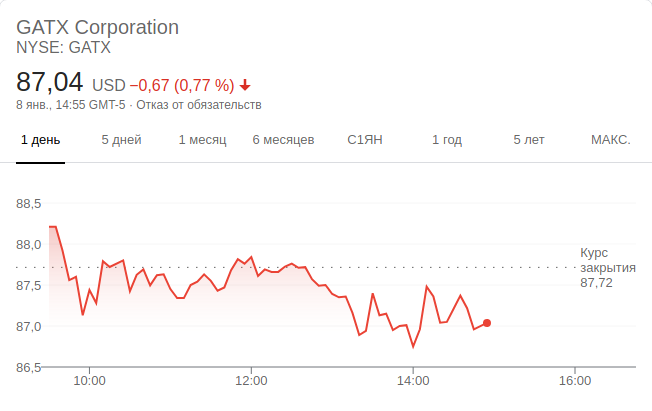 GATX Corporation
NYSE: GATX
87,04 USD −0,67 (0,77 %)
8 янв., 14:55 GMT-5 · Отказ от обязательств
1 день 5 дней 1 месяц 6 месяцев С1ЯН 1 год 5 лет МАКС.
88,5
88,0
Курс
закрытия
87,72
87,5
87,0
86,5
10:00 12:00 14:00 16:00